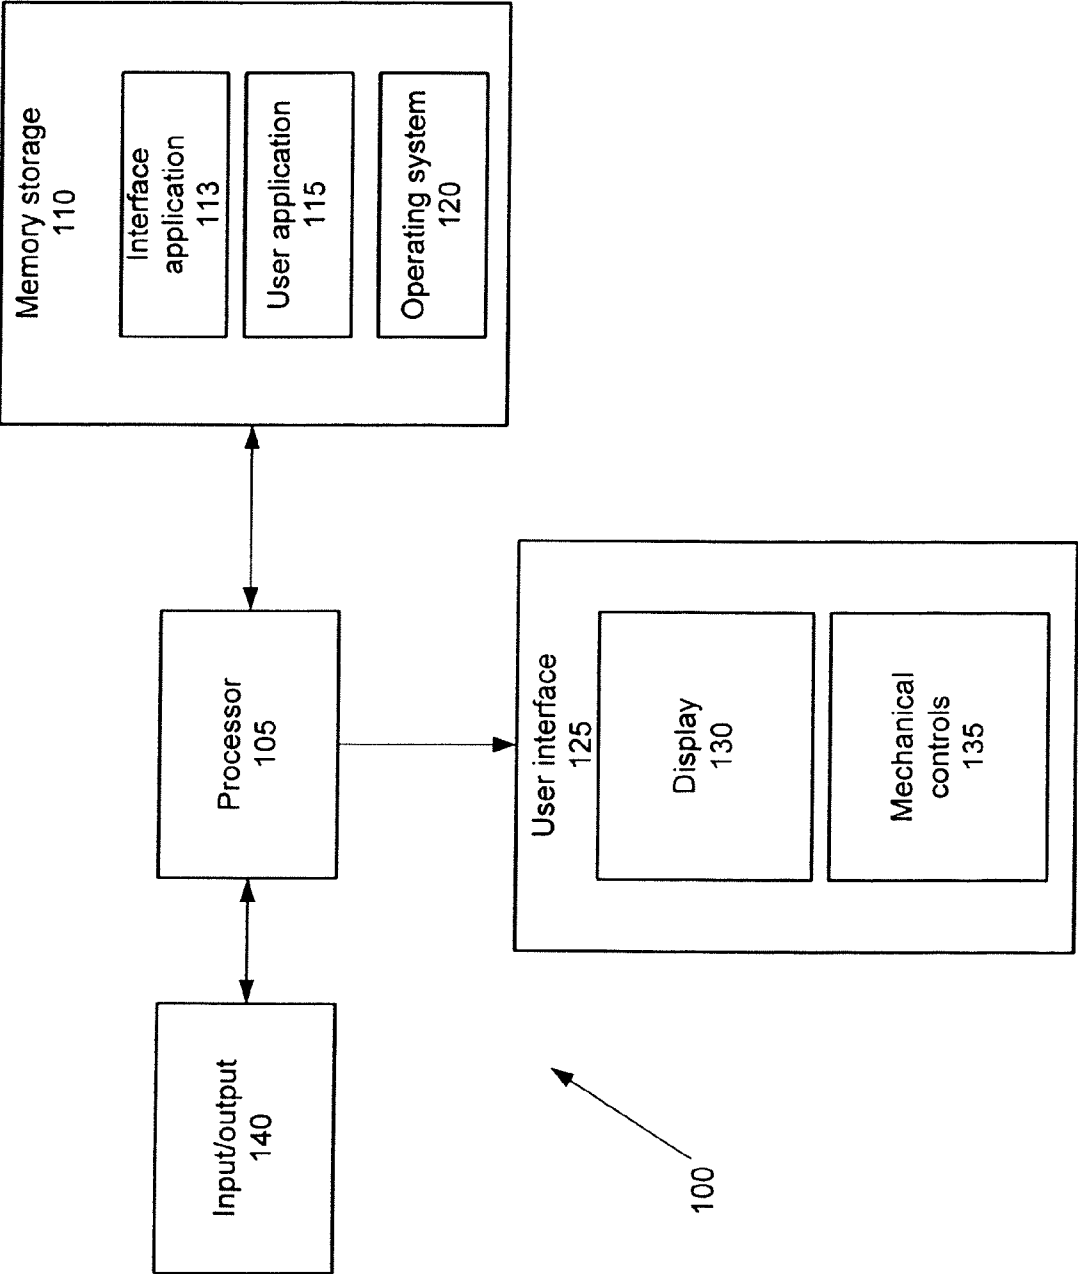 Input/output
140
Processor
105
Memory storage
110
Interface
application
113
User application
115
Operating system
120
User interface
125
Display
130
Mechanical
controls
135
100